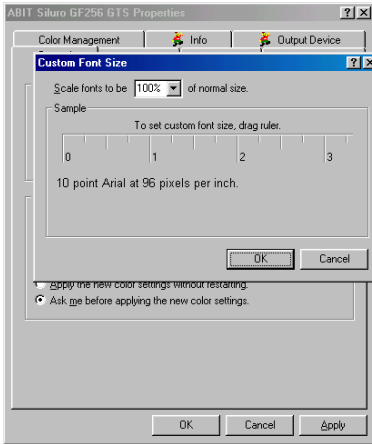 ABIT Siluro GF256 GTS Properties
Color Management
Info
Output Device
Custom Font Size
Scale fonts to be 100% of normal size.
Sample
To set custom font size, drag ruler.
0 1 2 3
10 point Arial at 96 pixels per inch.
OK Cancel
Apply the new color settings without restarting.
Ask me before applying the new color settings.
OK Cancel Apply